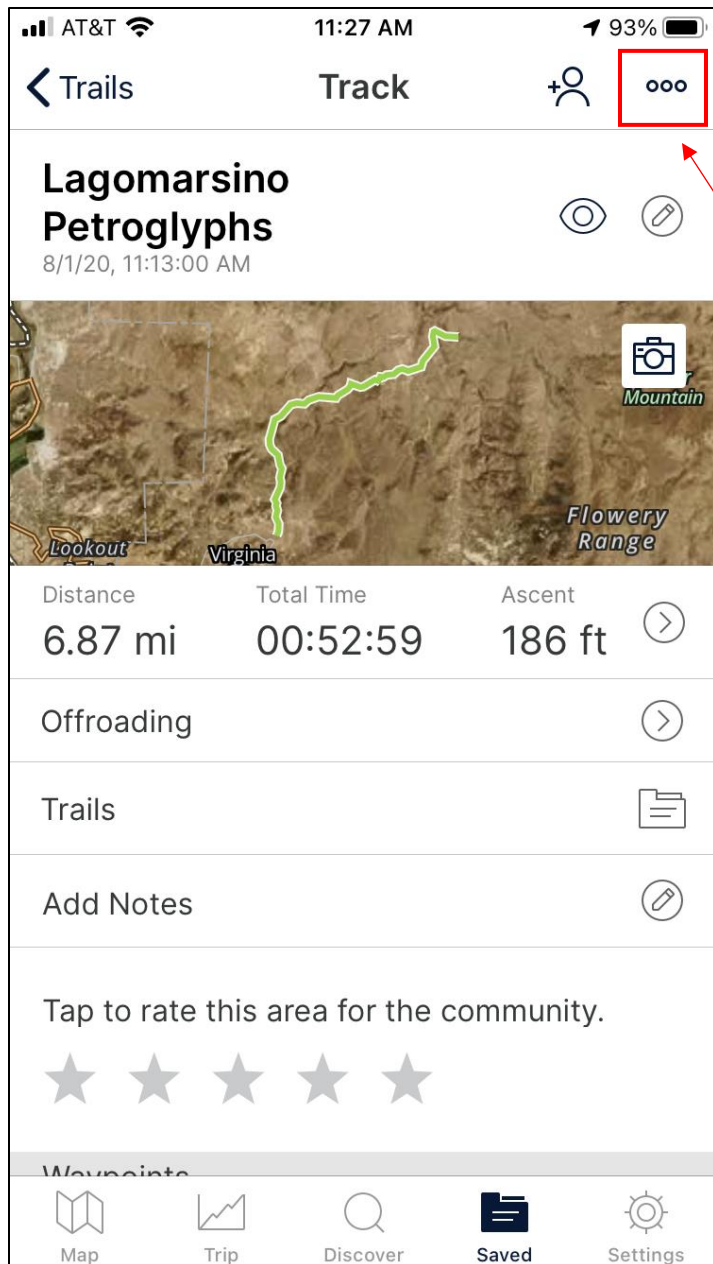 AT&T 11:27 AM 93%
Trails Track
Lagomarsino
Petroglyphs
8/1/20, 11:13:00 AM
Mountain
Flowery
Range
Lookout
Virginia
Distance Total Time Ascent
6.87 mi 00:52:59 186 ft
Offroading
Trails
Add Notes
Tap to rate this area for the community.
Waypoints
Map Trip Discover Saved Settings